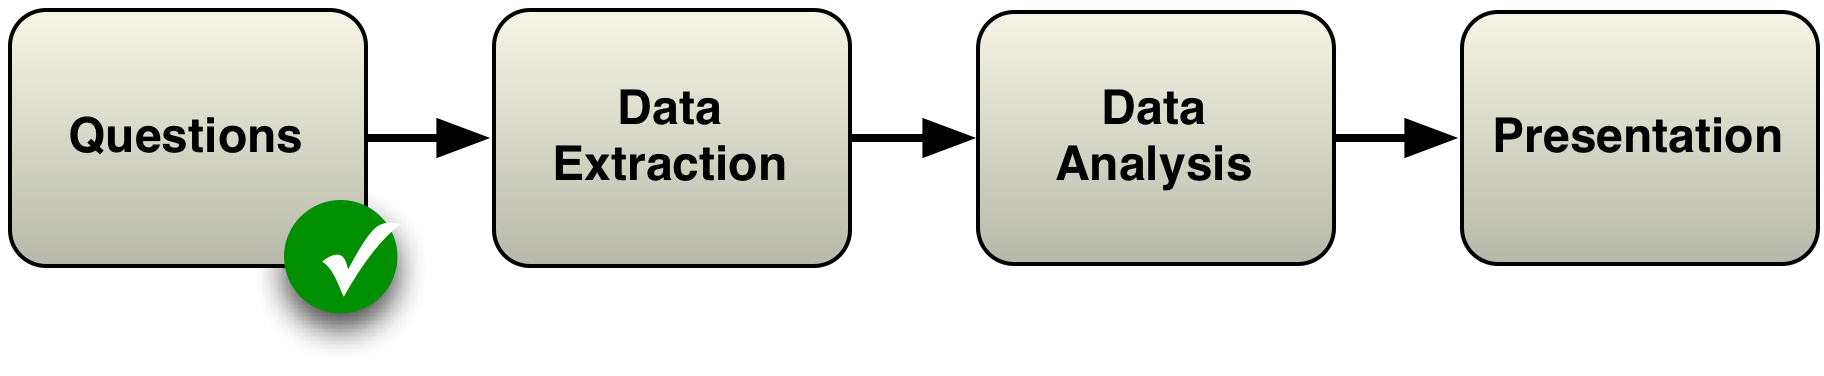 Questions
Data
Extraction
Data
Analysis
Presentation